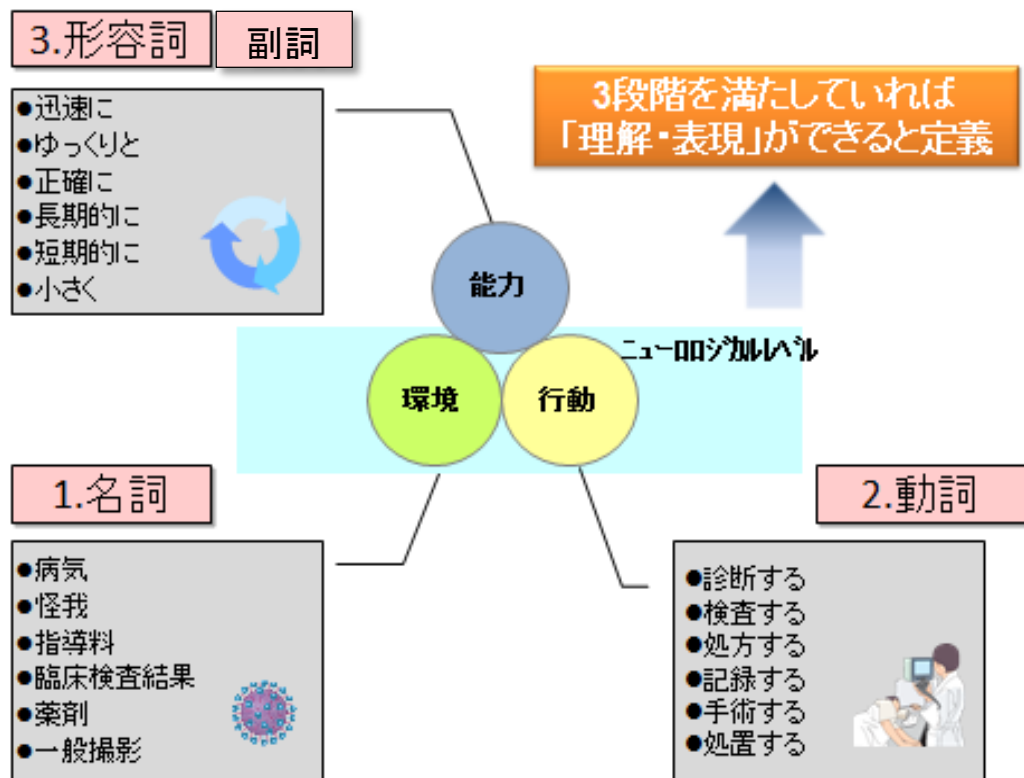 3.形容詞
副詞
●迅速に
●ゆっくりと
●正確に
●長期的に
●短期的に
●小さく
3段階を満たしていれば
「理解・表現」ができると定義
能力
ニューロロジカルレベル
環境
行動
1.名詞
●病気
●怪我
●指導料
●臨床検査結果
●薬剤
●一般撮影
2.動詞
●診断する
●検査する
●処方する
●記録する
●手術する
●処置する